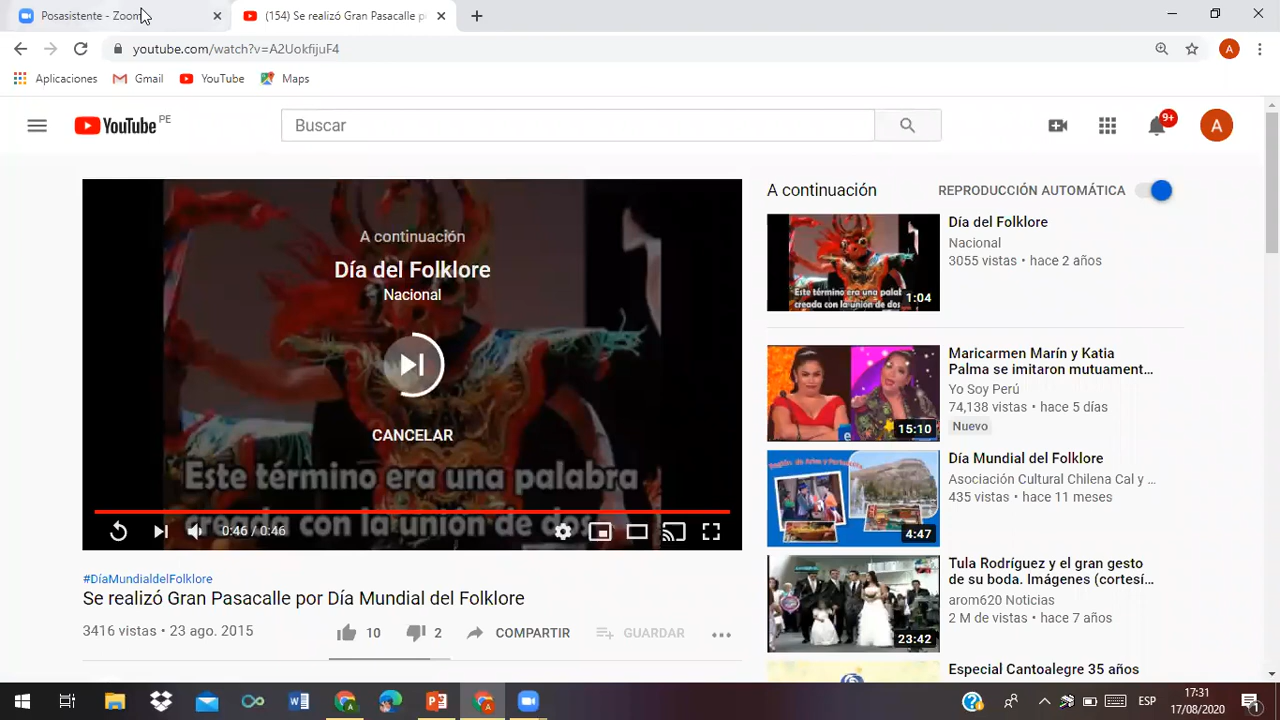 Posasistente - Zoom
(154) Se realizó Gran Pasacalle p
youtube.com/watch?v=A2UokfijuF4
A
Aplicaciones
Gmail
YouTube
Maps
YouTube PE
Buscar
9+
A
A continuación
Día del Folklore
Nacional
CANCELAR
Este término era una palabra
creada con la unión de dos
0:46 / 0:46
#DíaMundialdelFolklore
Se realizó Gran Pasacalle por Día Mundial del Folklore
3416 vistas • 23 ago. 2015
10
2
COMPARTIR
GUARDAR
A continuación
REPRODUCCIÓN AUTOMÁTICA
Este término era una palab
creada con la unión de dos
1:04
Día del Folklore
Nacional
3055 vistas • hace 2 años
15:10
Maricarmen Marín y Katia
Palma se imitaron mutuament...
Yo Soy Perú
74,138 vistas • hace 5 días
Nuevo
4:47
Día Mundial del Folklore
Asociación Cultural Chilena Cal y ...
435 vistas • hace 11 meses
23:42
Tula Rodríguez y el gran gesto
de su boda. Imágenes (cortesí...
arom620 Noticias
2 M de vistas • hace 7 años
Especial Cantoalegre 35 años
ESP
17:31
17/08/2020
1